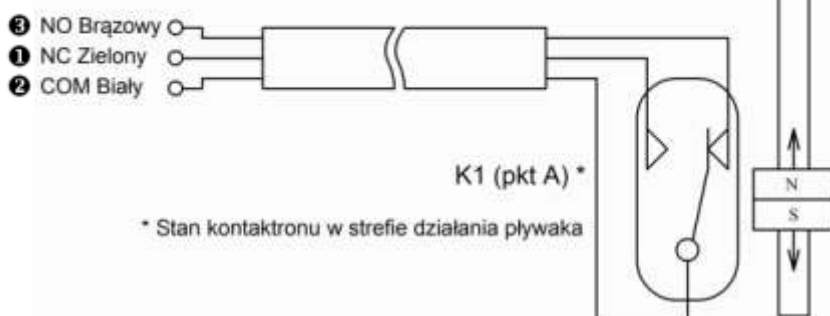 ❸ NO Brązowy
❶ NC Zielony
❷ COM Biały
K1 (pkt A) *
* Stan kontaktronu w strefie działania pływaka
N
S